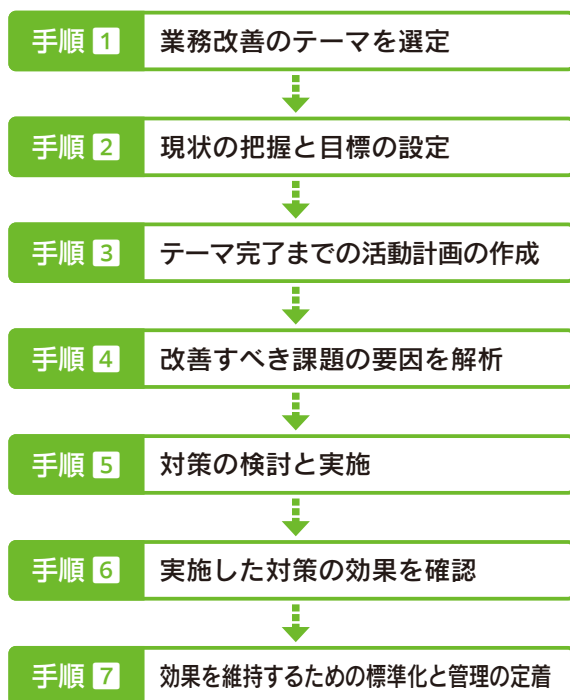 手順 1 業務改善のテーマを選定
手順 2 現状の把握と目標の設定
手順 3 テーマ完了までの活動計画の作成
手順 4 改善すべき課題の要因を解析
手順 5 対策の検討と実施
手順 6 実施した対策の効果を確認
手順 7 効果を維持するための標準化と管理の定着